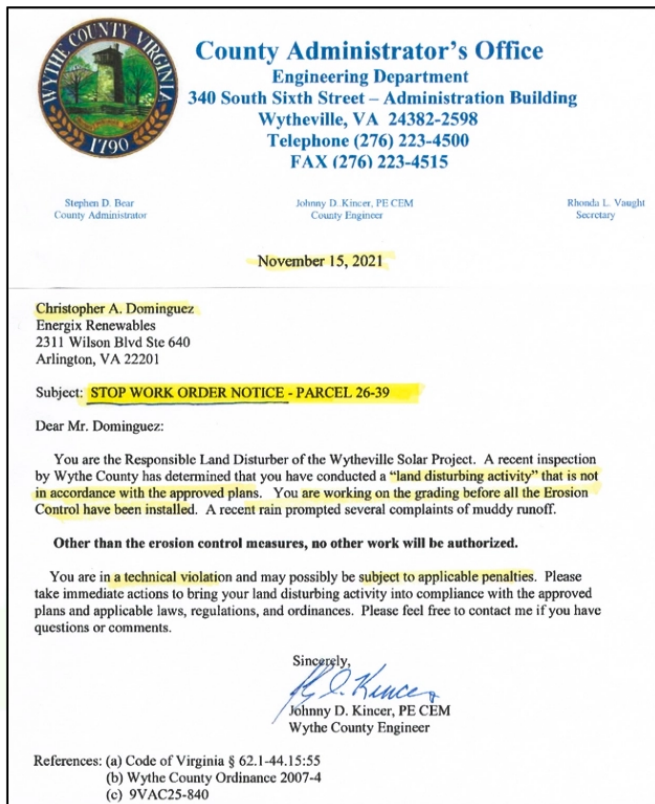 WYTHE COUNTY VIRGINIA
1790
County Administrator's Office
Engineering Department
340 South Sixth Street – Administration Building
Wytheville, VA 24382-2598
Telephone (276) 223-4500
FAX (276) 223-4515
Stephen D. Bear
County Administrator
Johnny D. Kincer, PE CEM
County Engineer
Rhonda L. Vaught
Secretary
November 15, 2021
Christopher A. Dominguez
Energix Renewables
2311 Wilson Blvd Ste 640
Arlington, VA 22201
Subject: STOP WORK ORDER NOTICE - PARCEL 26-39
Dear Mr. Dominguez:
You are the Responsible Land Disturber of the Wytheville Solar Project. A recent inspection
by Wythe County has determined that you have conducted a “land disturbing activity” that is not
in accordance with the approved plans. You are working on the grading before all the Erosion
Control have been installed. A recent rain prompted several complaints of muddy runoff.
Other than the erosion control measures, no other work will be authorized.
You are in a technical violation and may possibly be subject to applicable penalties. Please
take immediate actions to bring your land disturbing activity into compliance with the approved
plans and applicable laws, regulations, and ordinances. Please feel free to contact me if you have
questions or comments.
Sincerely,
Johnny D. Kincer, PE CEM
Wythe County Engineer
References: (a) Code of Virginia § 62.1-44.15:55
(b) Wythe County Ordinance 2007-4
(c) 9VAC25-840